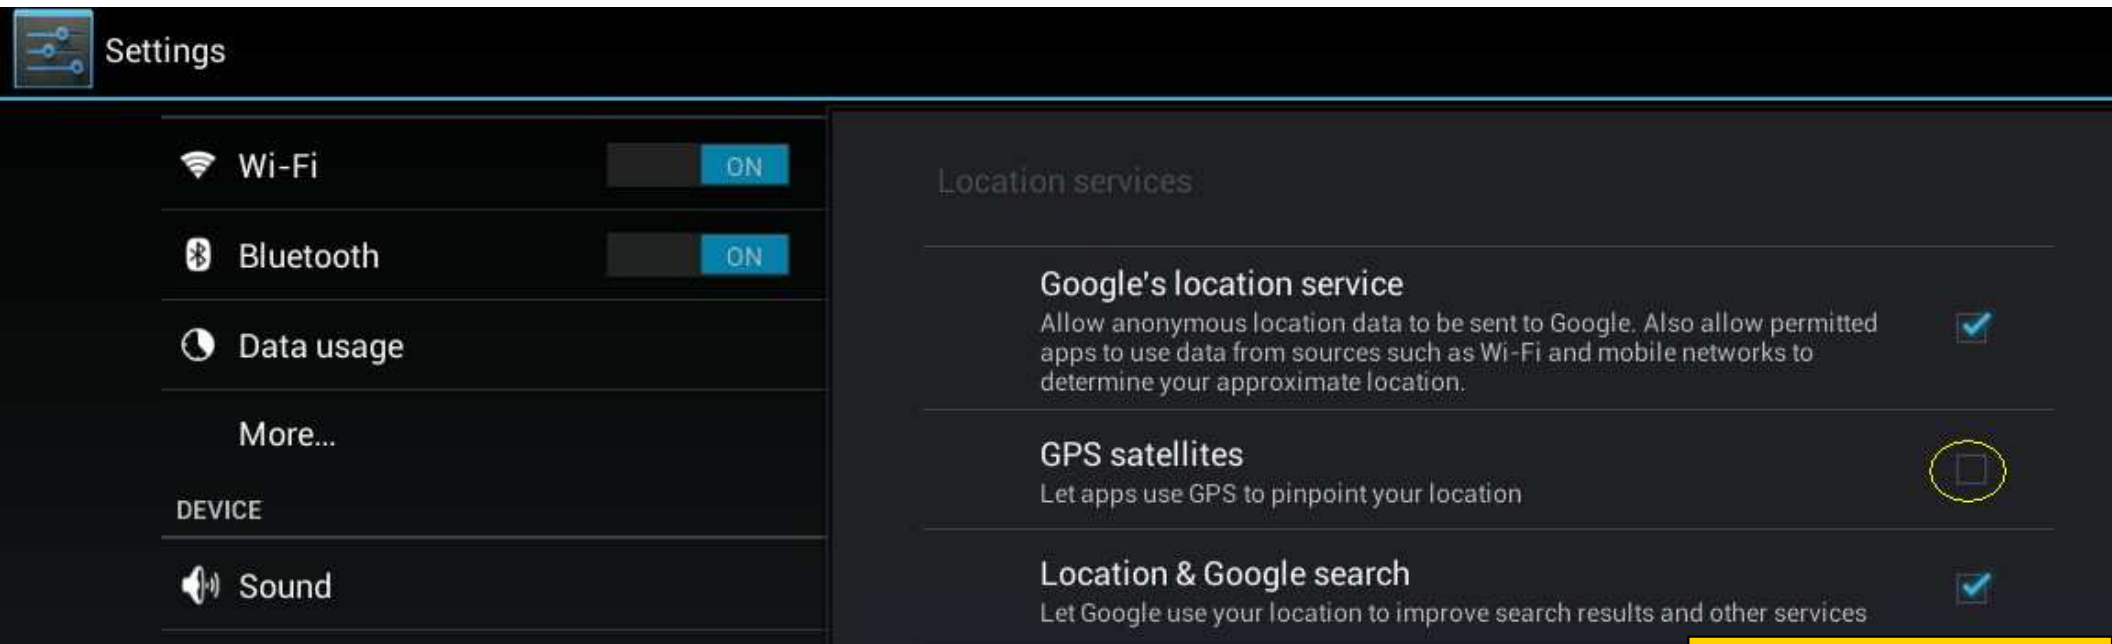 Settings
Wi-Fi
ON
Bluetooth
ON
Data usage
More...
DEVICE
Sound
Location services
Google's location service
Allow anonymous location data to be sent to Google. Also allow permitted
apps to use data from sources such as Wi-Fi and mobile networks to
determine your approximate location.
GPS satellites
Let apps use GPS to pinpoint your location
Location & Google search
Let Google use your location to improve search results and other services